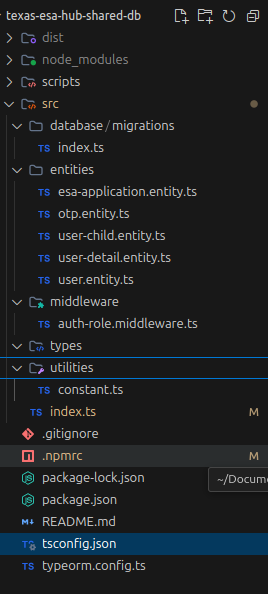 texas-esa-hub-shared-db
dist
node_modules
scripts
src
database/migrations
TS index.ts
entities
TS esa-application.entity.ts
TS otp.entity.ts
TS user-child.entity.ts
TS user-detail.entity.ts
TS user.entity.ts
middleware
TS auth-role.middleware.ts
types
utilities
TS constant.ts
TS index.ts M
.gitignore
.npmrc M
package-lock.json
~/Docume
package.json
README.md
tsconfig.json
TS typeorm.config.ts